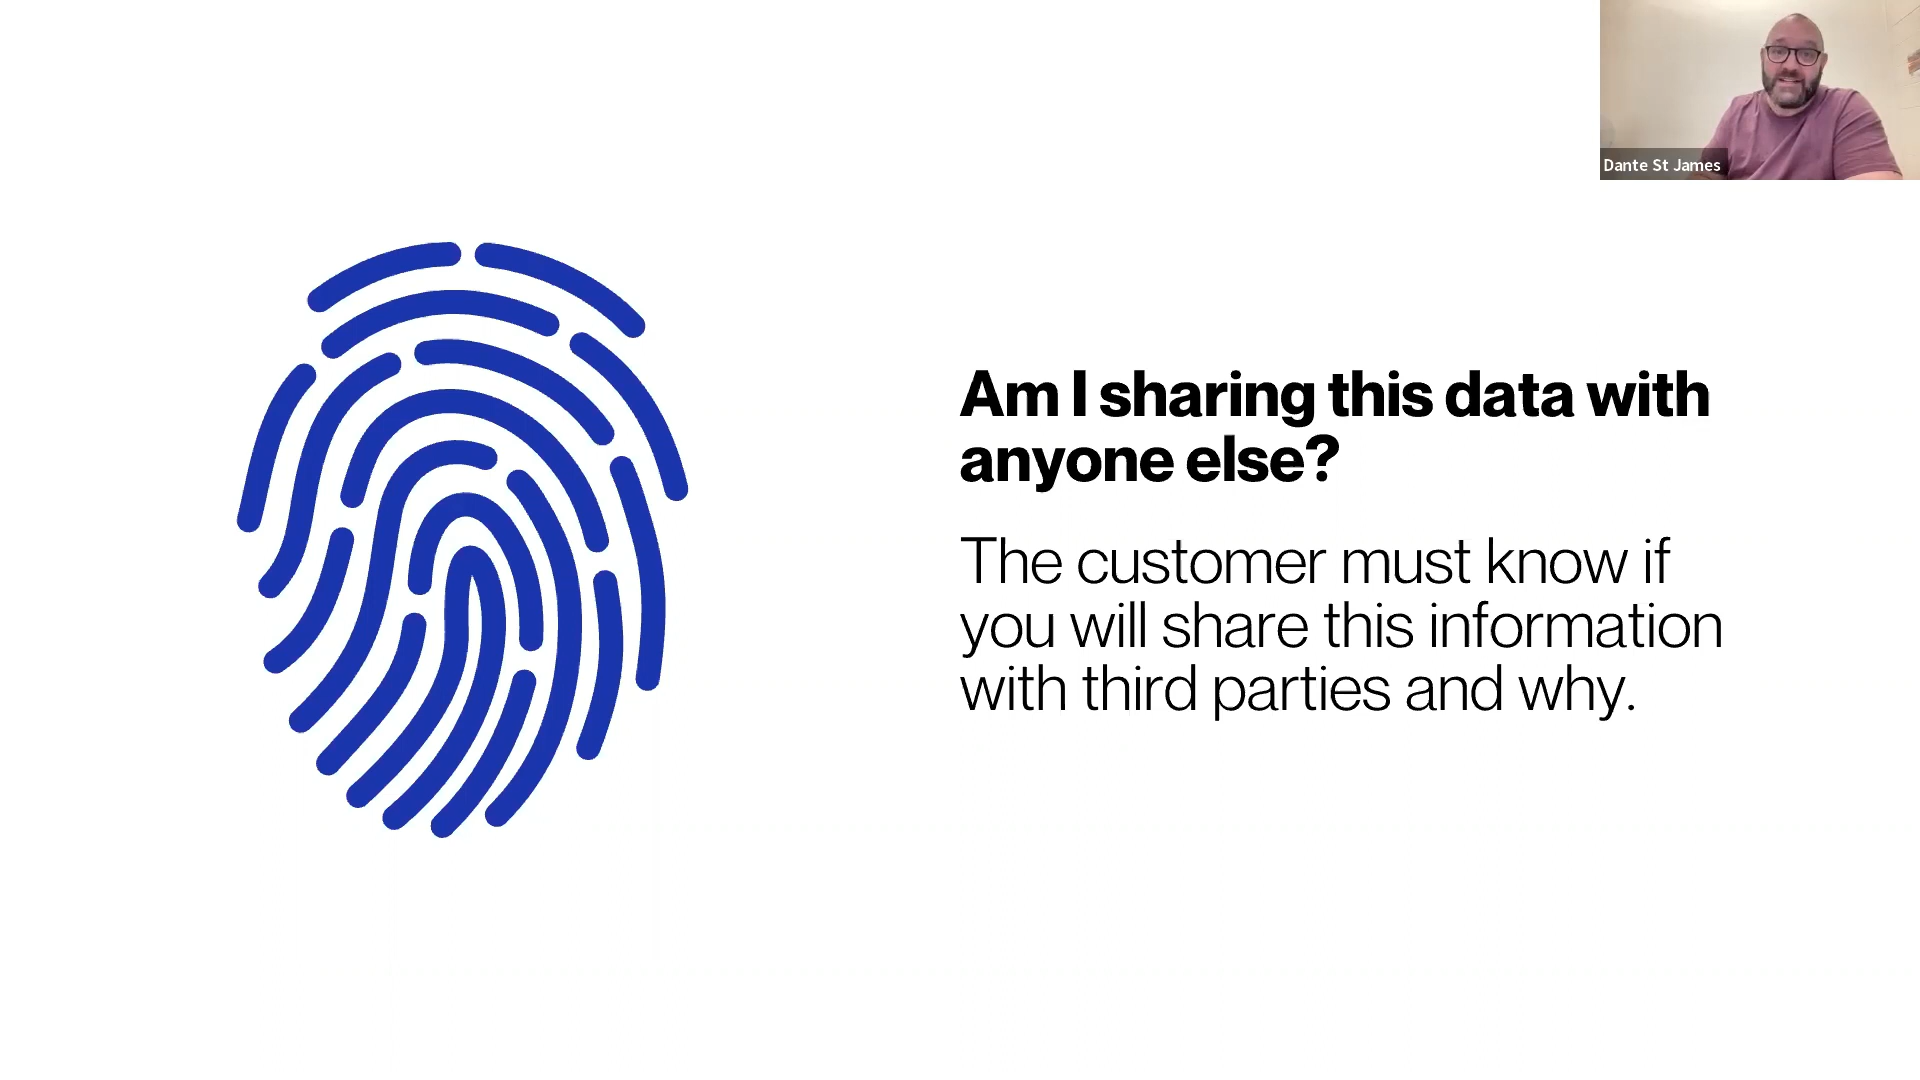 Dante St James
Am I sharing this data with
anyone else?
The customer must know if
you will share this information
with third parties and why.